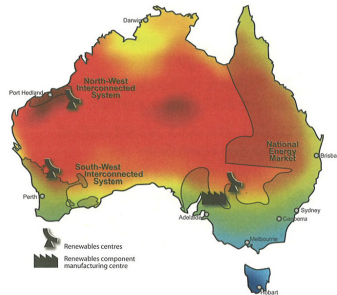 Darwin
Port Hedland
North-West
Interconnected
System
National
Energy
Market
Brisba
South-West
Interconnected
System
Perth
Adelaide
Sydney
Canberra
Melbourne
Hobart
Renewables centres
Renewables component
manufacturing centre